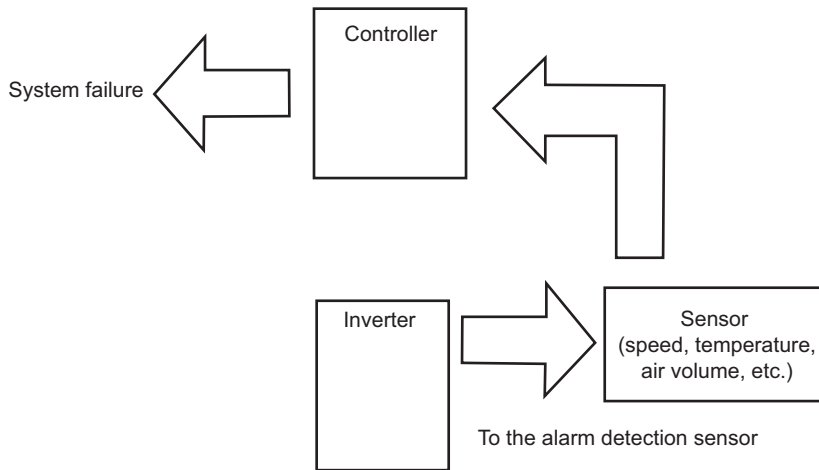 Controller
System failure
Inverter
Sensor
(speed, temperature,
air volume, etc.)
To the alarm detection sensor